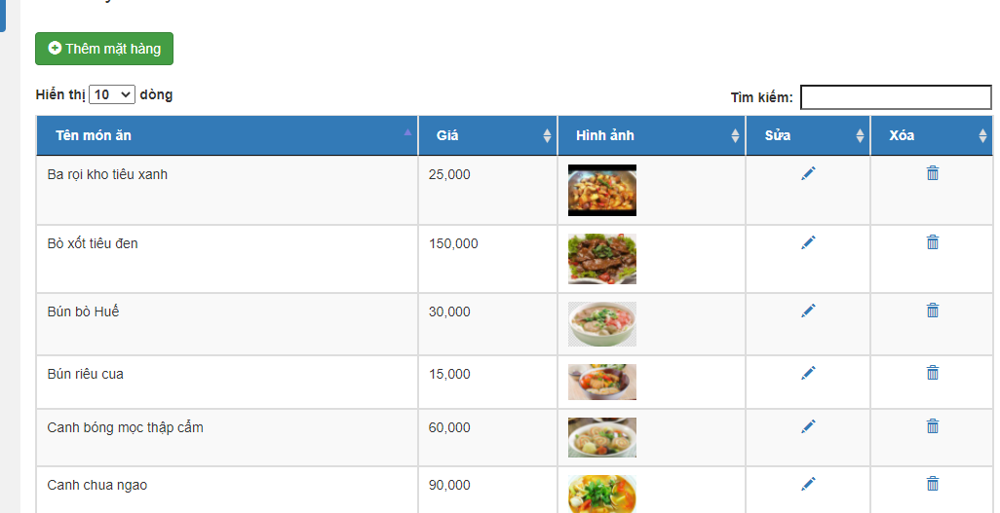 Thêm mặt hàng
Hiển thị 10 dòng
Tìm kiếm:
Tên món ăn Giá Hình ảnh Sửa Xóa
Ba rọi kho tiêu xanh 25,000
Bò xốt tiêu đen 150,000
Bún bò Huế 30,000
Bún riêu cua 15,000
Canh bóng mọc thập cẩm 60,000
Canh chua ngao 90,000